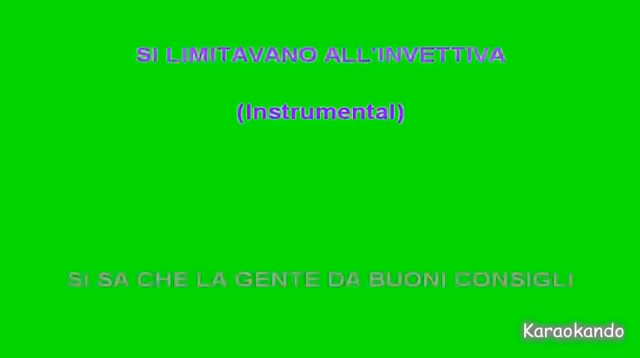 SI LIMITAVANO ALL'INVETTIVA
(Instrumental)
SI SA CHE LA GENTE DA BUONI CONSIGLI
Karaokando